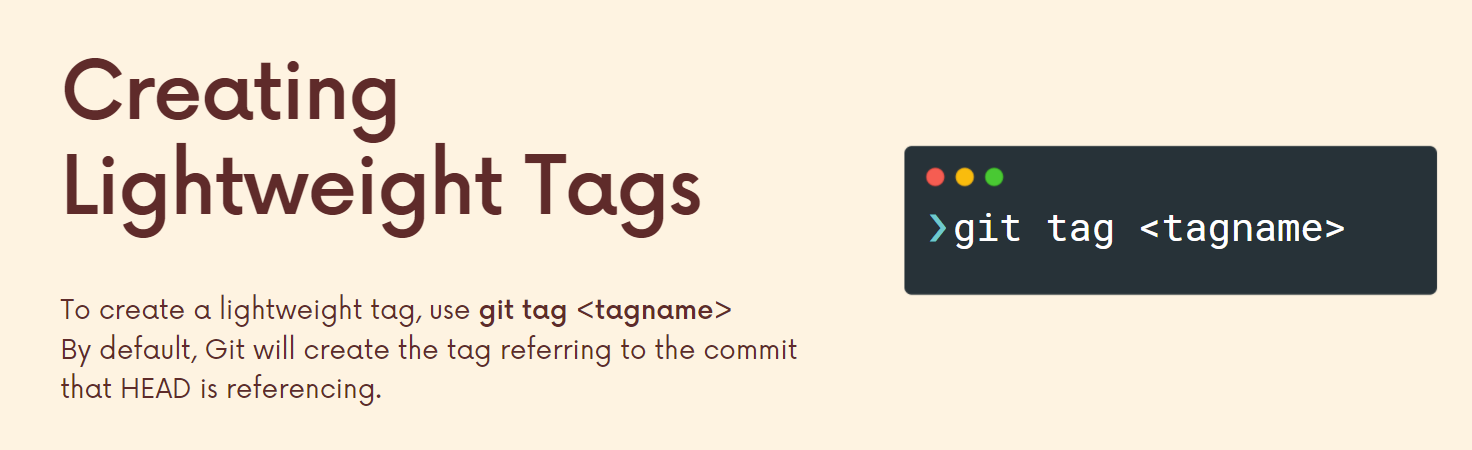 Creating
Lightweight Tags
To create a lightweight tag, use git tag <tagname>
By default, Git will create the tag referring to the commit
that HEAD is referencing.
❯git tag <tagname>